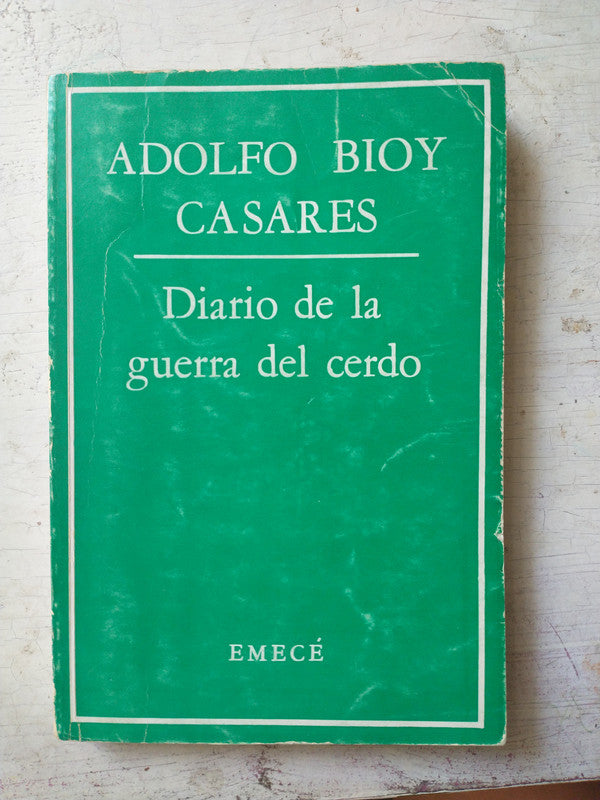 ADOLFO BIOY
CASARES
Diario de la
guerra del cerdo
EMECÉ